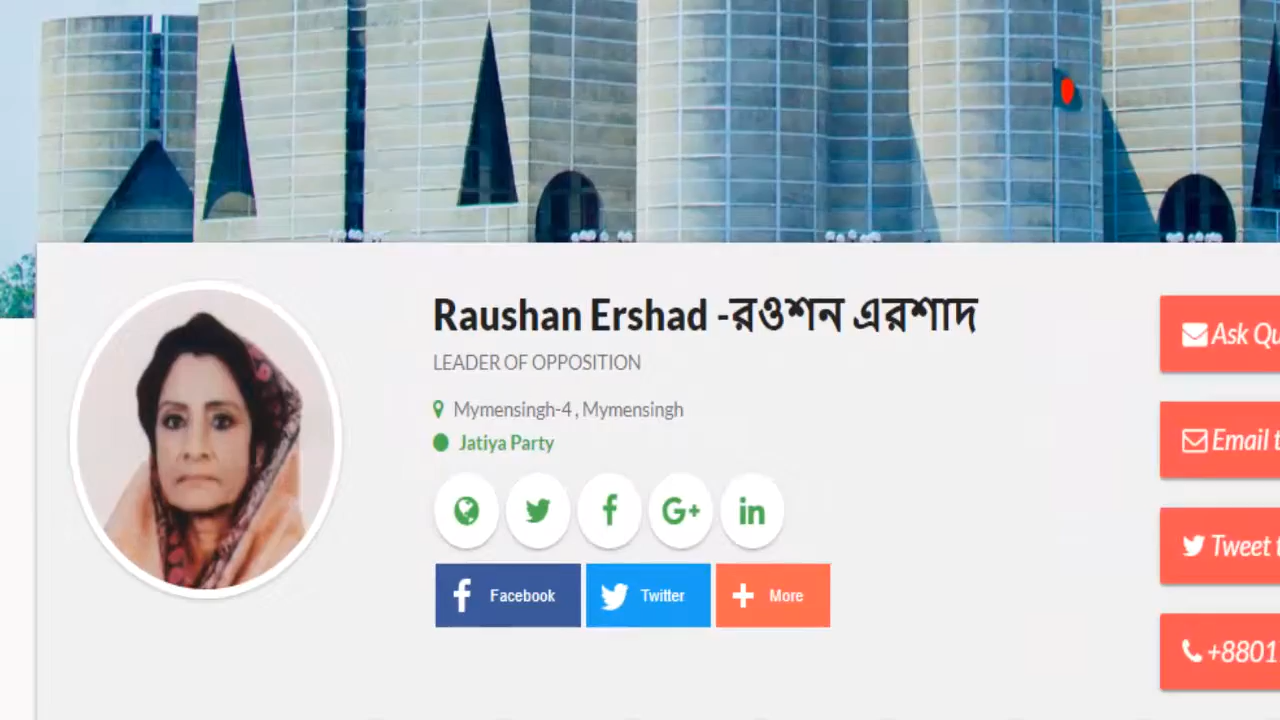 Raushan Ershad -রওশন এরশাদ
LEADER OF OPPOSITION
Mymensingh-4 , Mymensingh
Jatiya Party
G+ in
Facebook Twitter More
Ask Qu
Email t
Tweet t
+8801